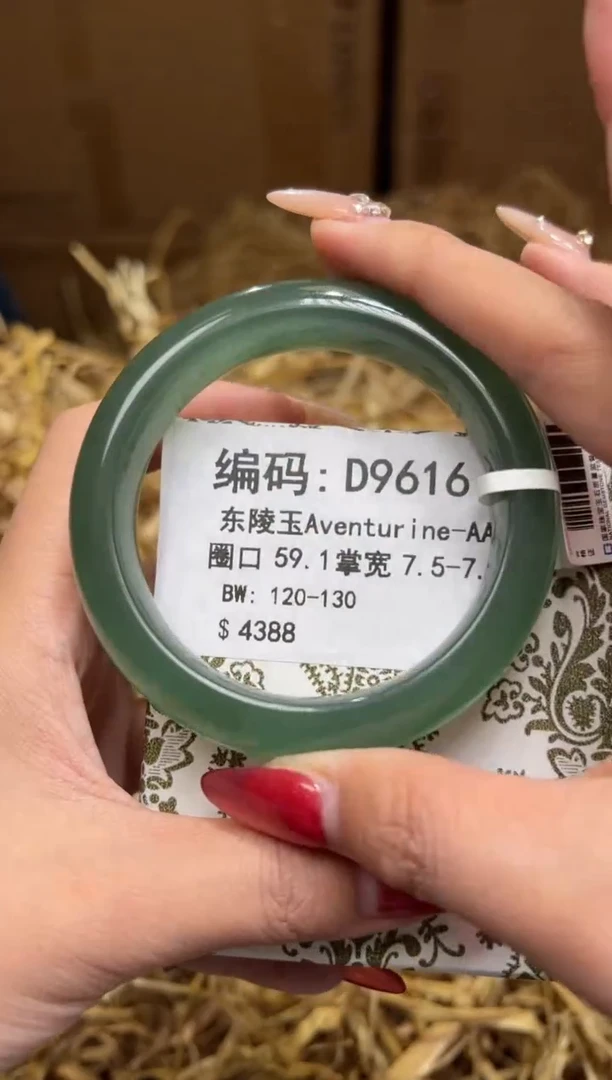 编码: D9616
东陵玉Aventurine-AA
圈口 59.1掌宽 7.5-7.
BW: 120-130
$ 4388